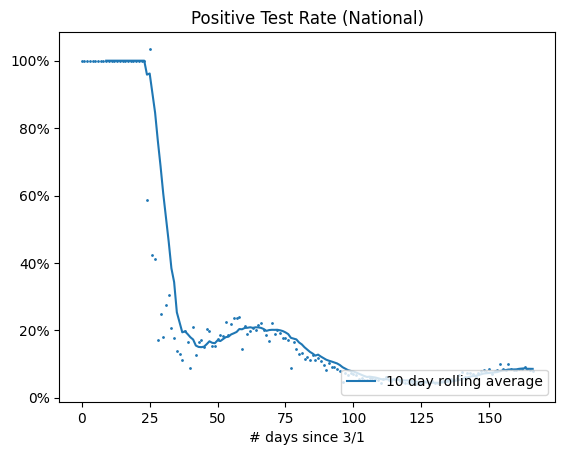 Positive Test Rate (National)
100%
80%
60%
40%
20%
0%
10 day rolling average
0 25 50 75 100 125 150
# days since 3/1